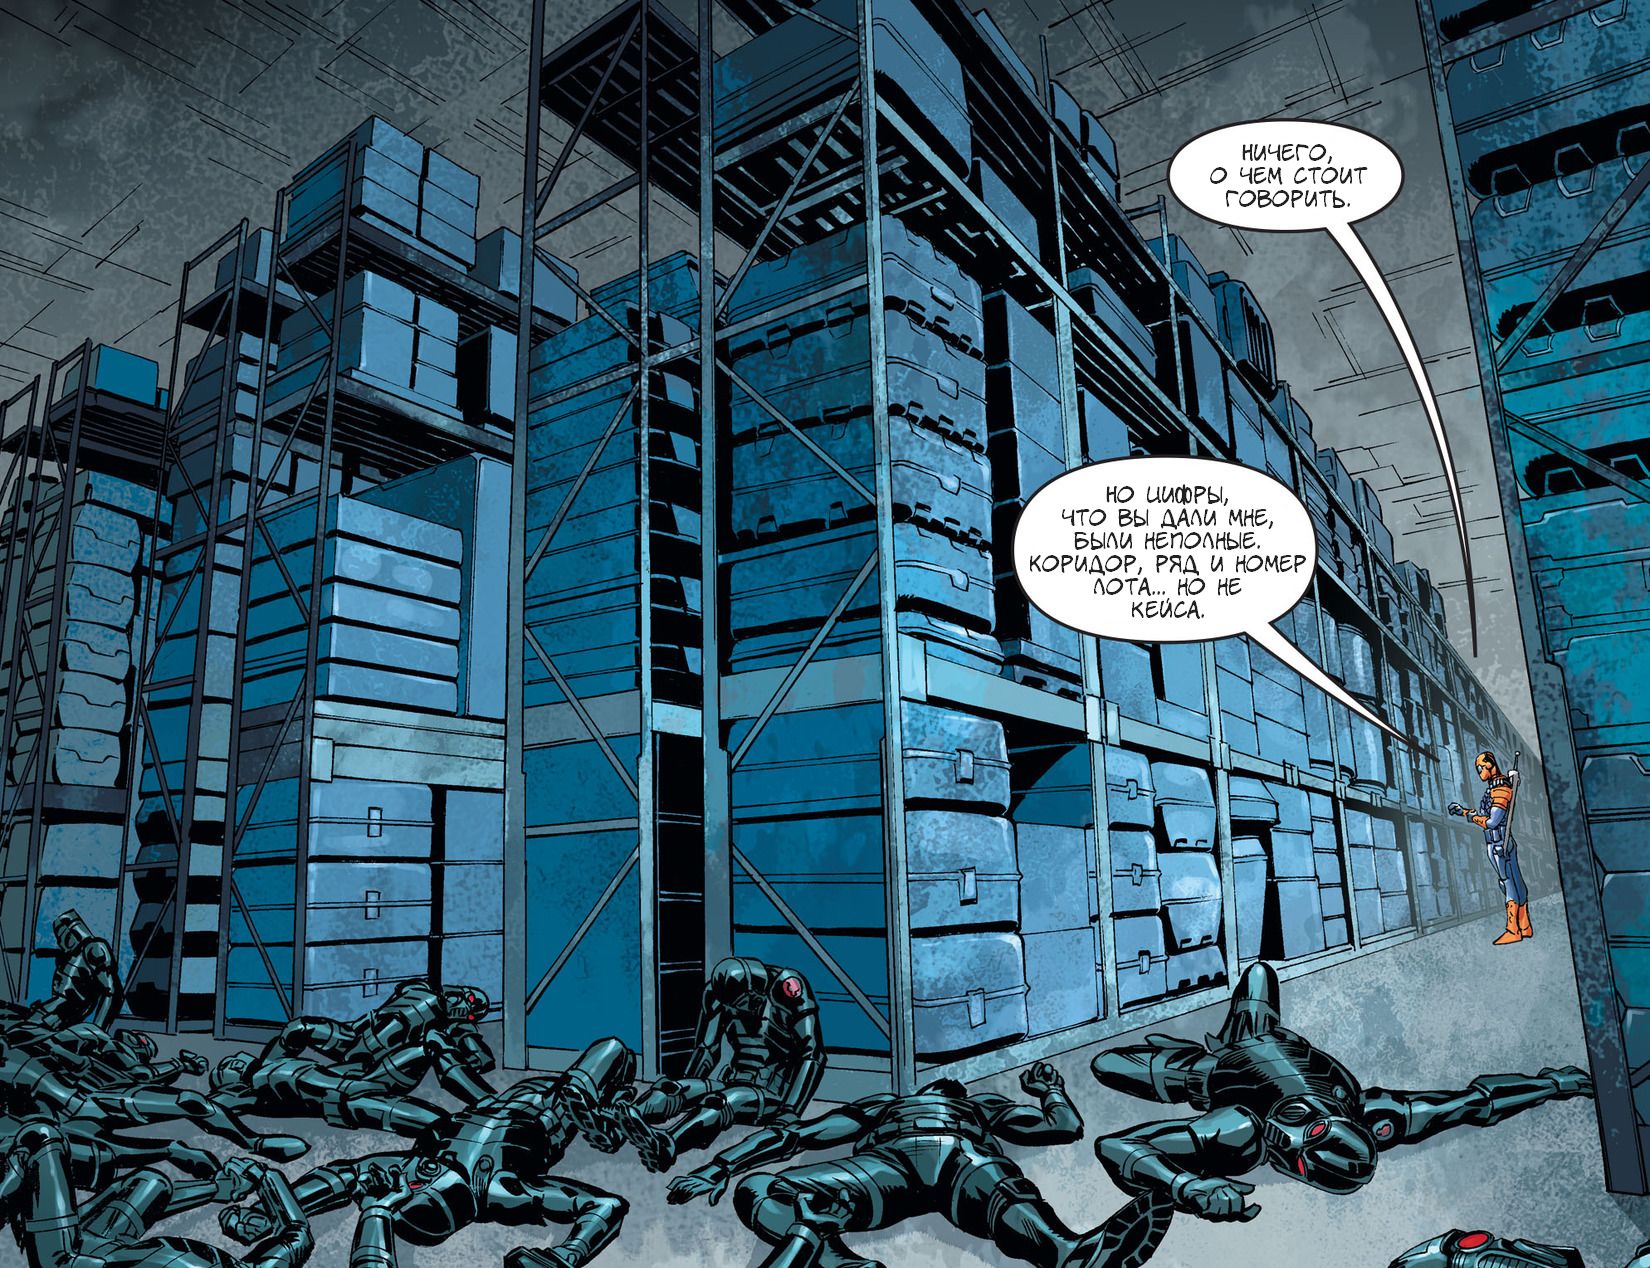 НИЧЕГО,
О ЧЕМ СТОИТ
ГОВОРИТЬ.
НО ЦИФРЫ,
ЧТО ВЫ ДАЛИ МНЕ,
БЫЛИ НЕПОЛНЫЕ.
КОРИДОР, РЯД И НОМЕР
ЛОТА... НО НЕ
КЕЙСА.